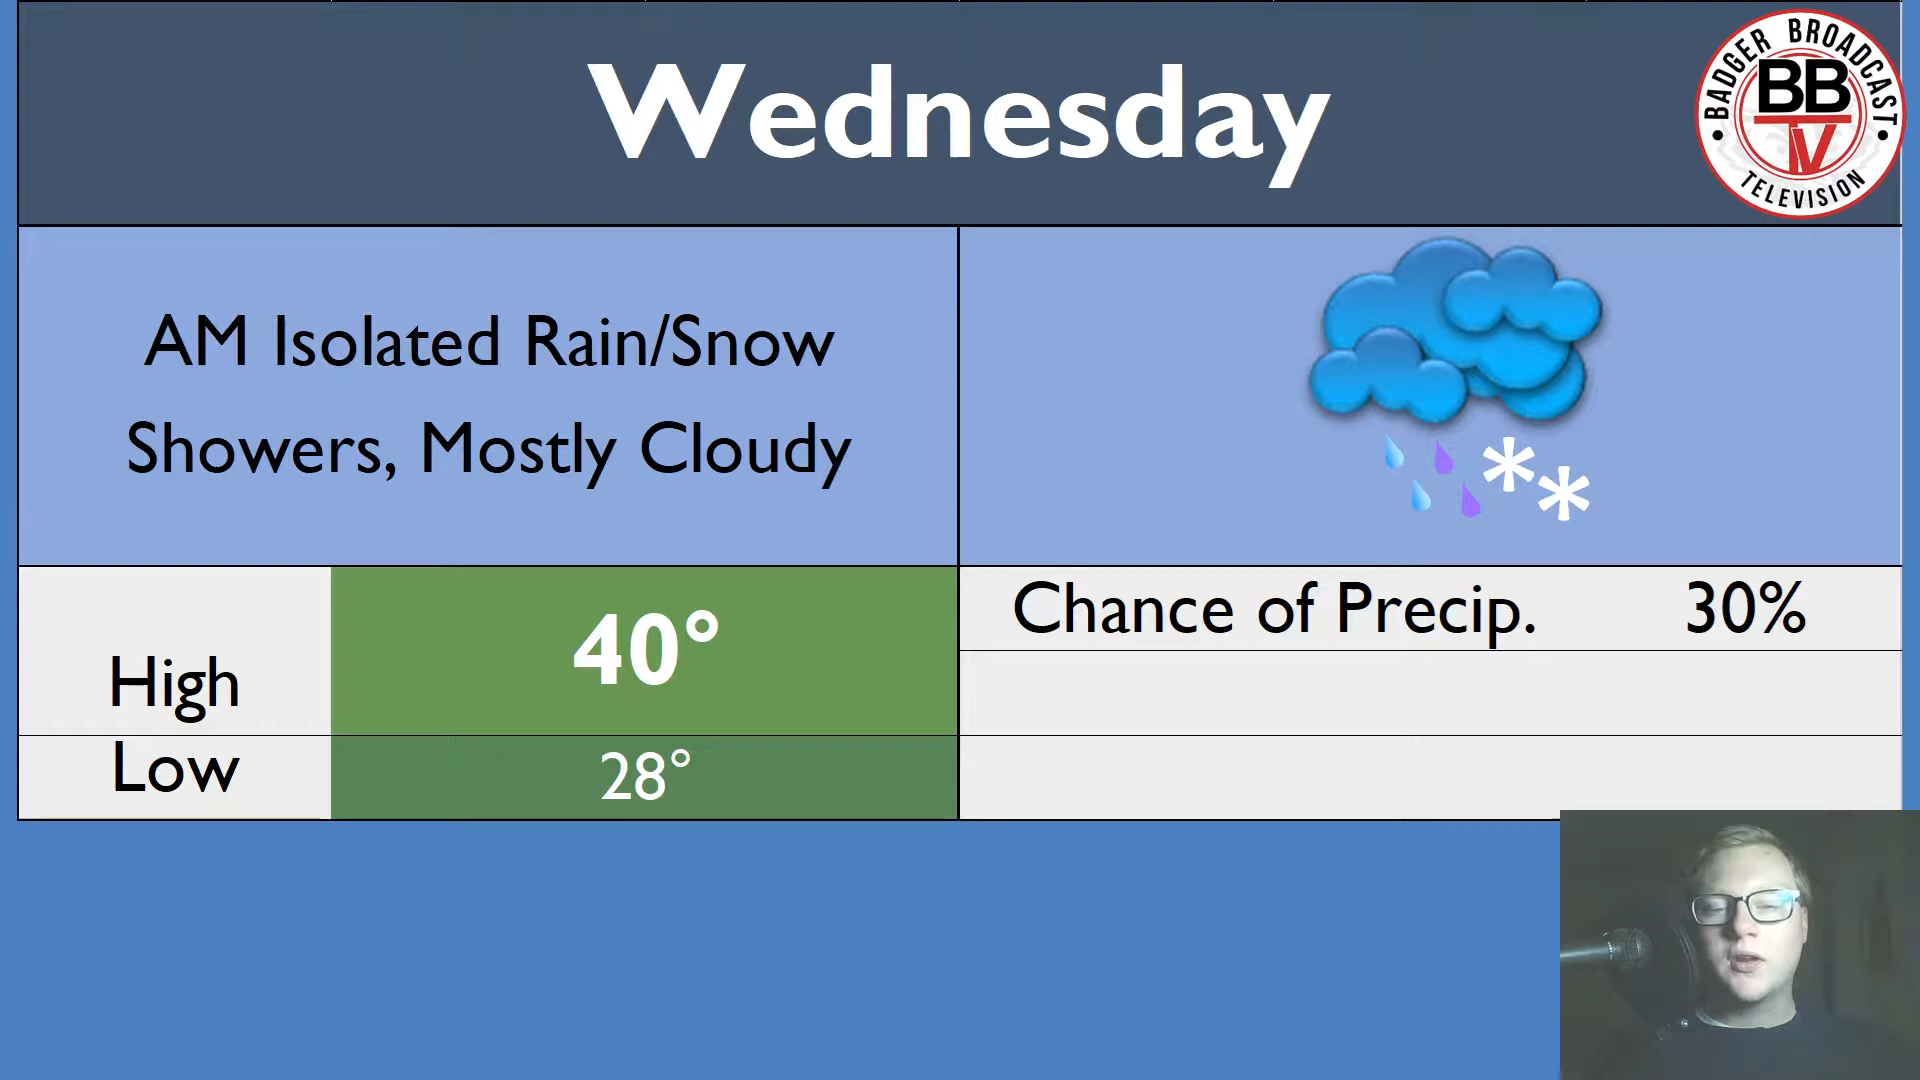 Wednesday
BADGER BROADCAST
BB
TV
TELEVISION
AM Isolated Rain/Snow
Showers, Mostly Cloudy
High
40°
Chance of Precip. 30%
Low
28°